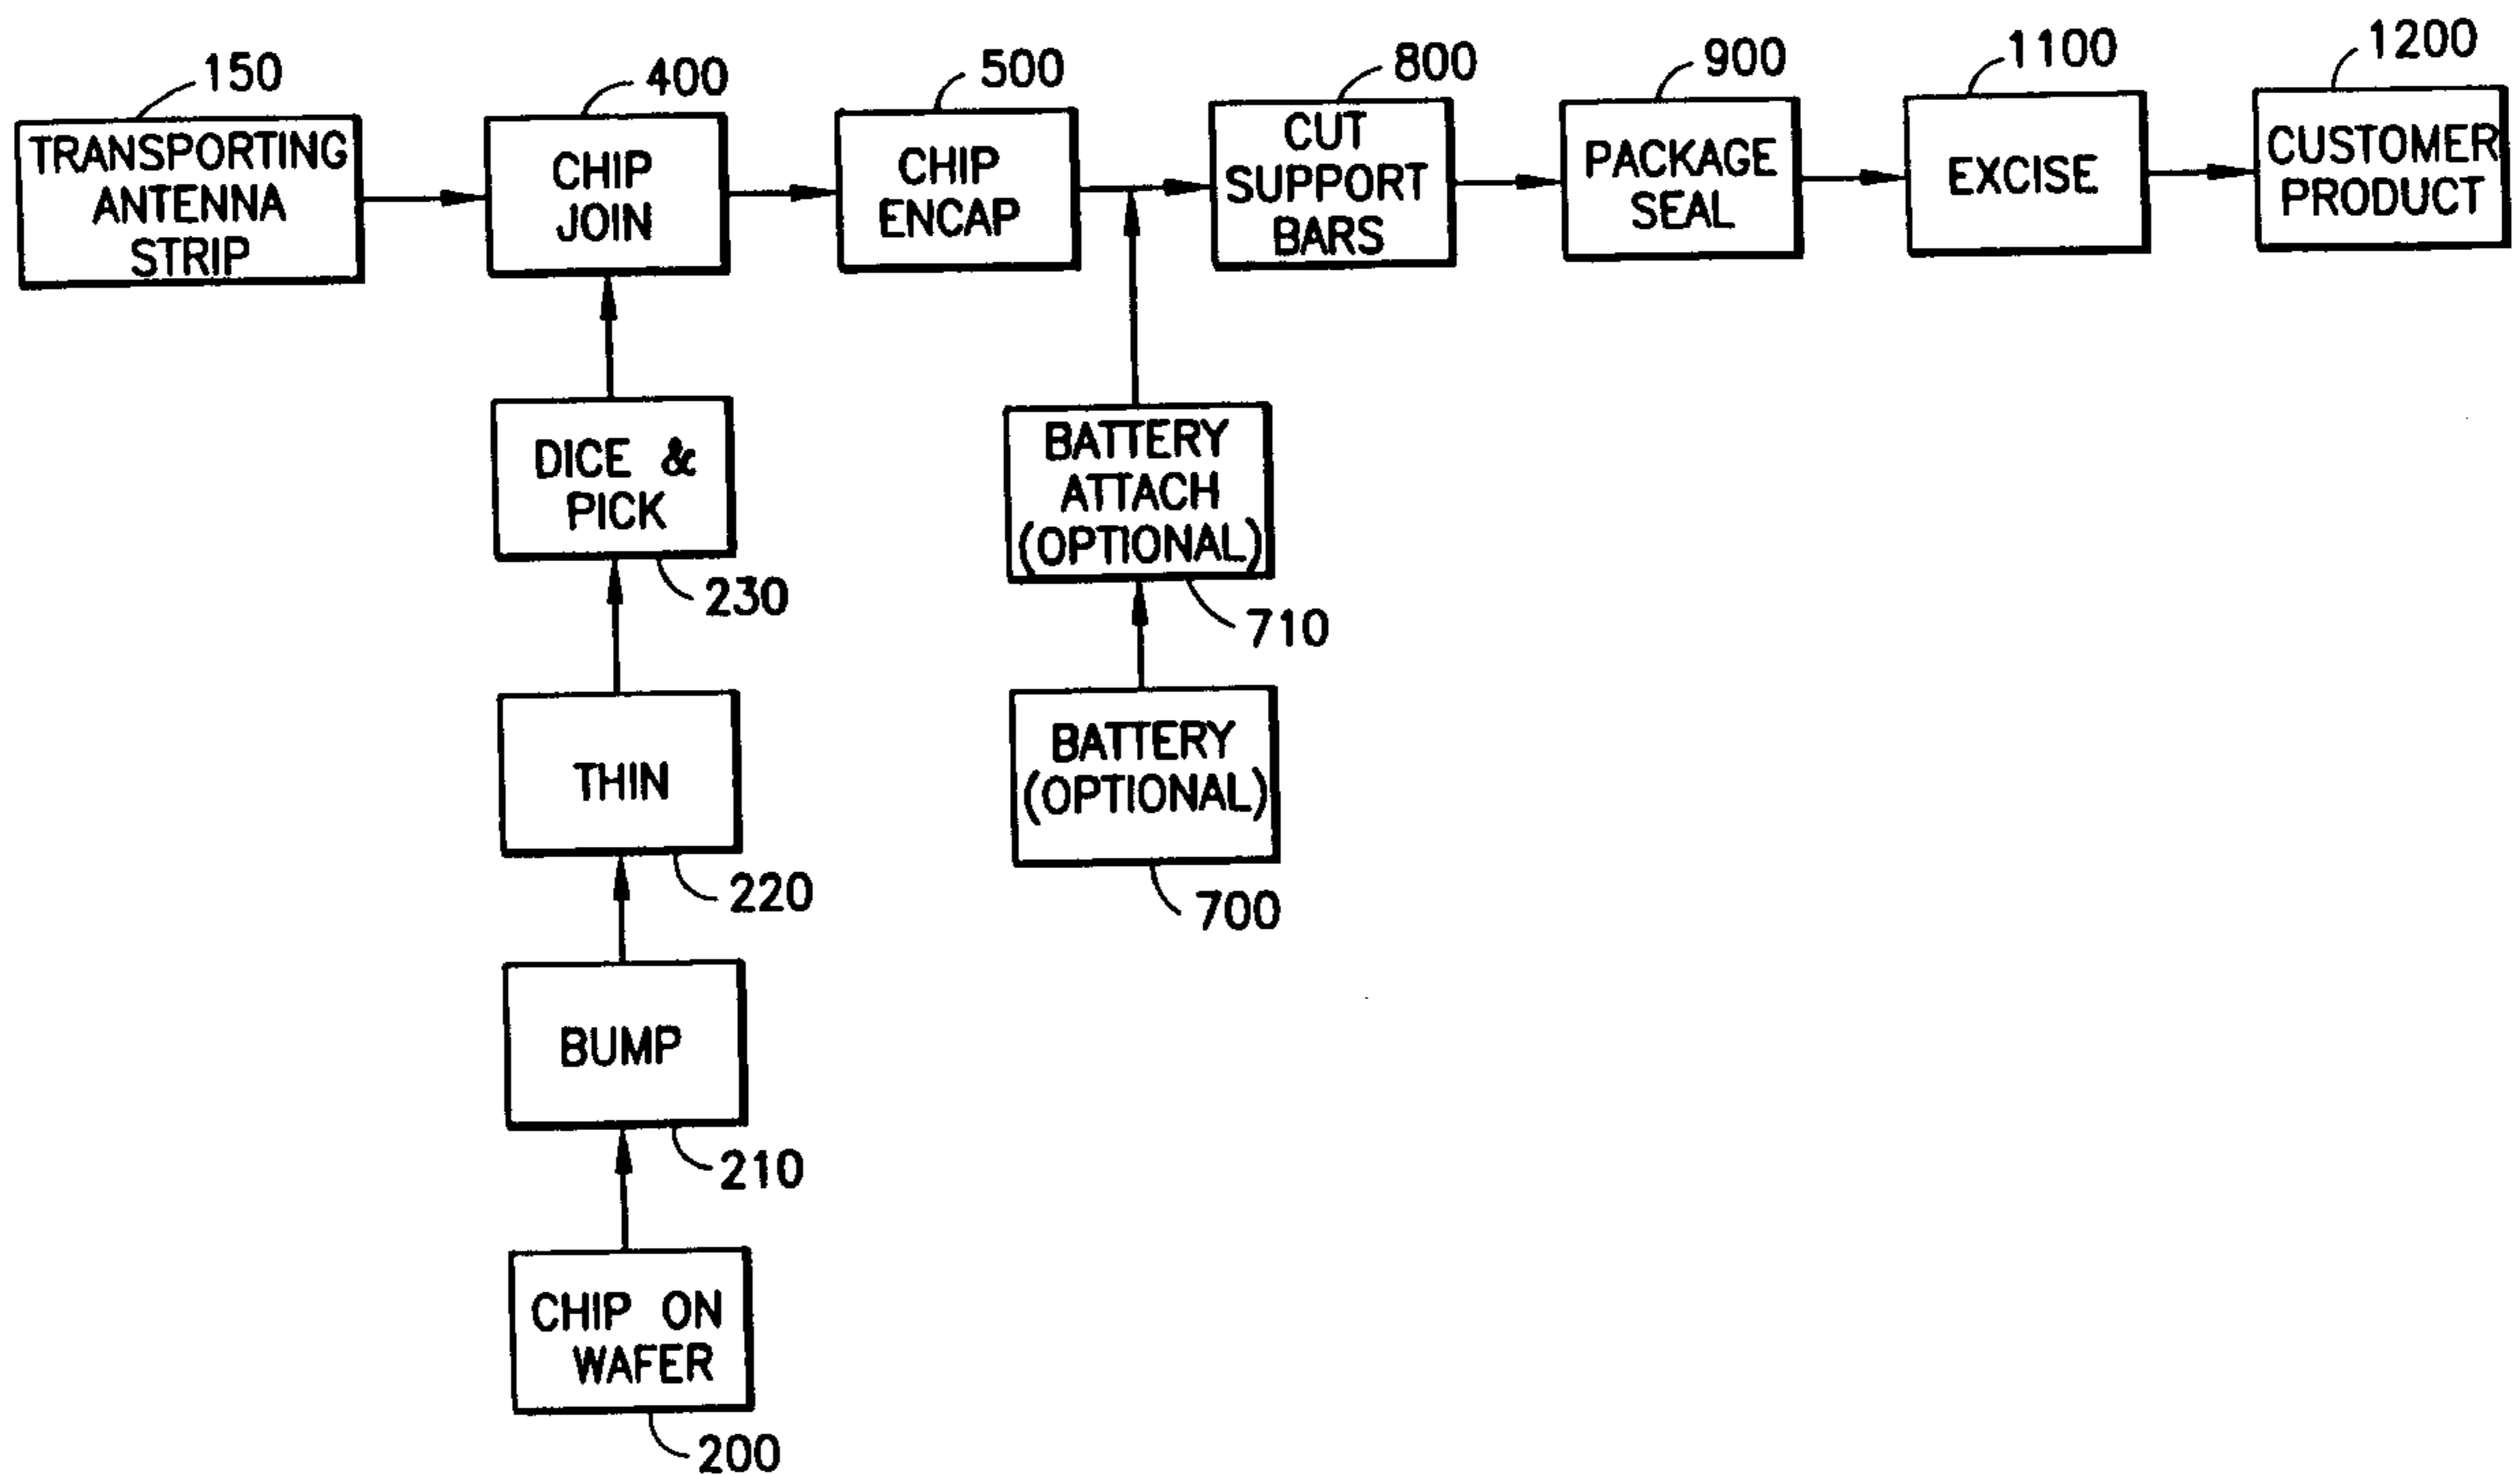 150
TRANSPORTING
ANTENNA
STRIP
400
CHIP
JOIN
500
CHIP
ENCAP
800
CUT
SUPPORT
BARS
900
PACKAGE
SEAL
1100
EXCISE
1200
CUSTOMER
PRODUCT
DICE &
PICK
230
BATTERY
ATTACH
(OPTIONAL)
710
THIN
220
BATTERY
(OPTIONAL)
700
BUMP
210
CHIP ON
WAFER
200